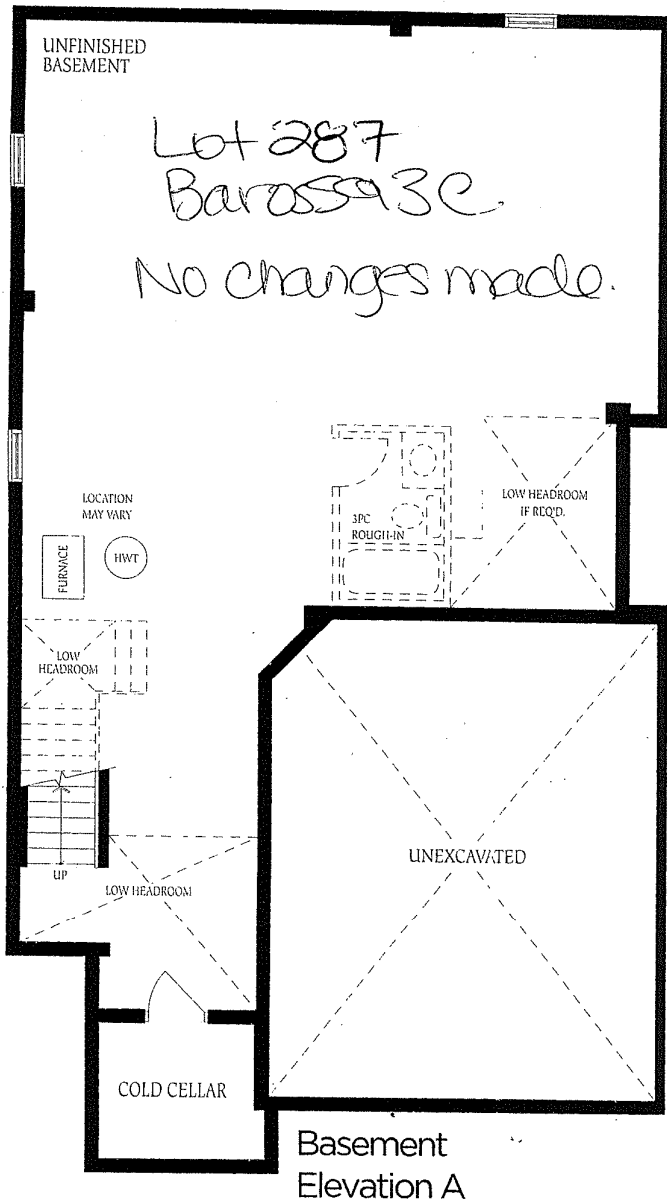 UNFINISHED
BASEMENT
Lot 287
Barossa 3C
No changes made.
LOCATION
MAY VARY
FURNACE
HWT
3PC
ROUGH-IN
LOW HEADROOM
IF REQ'D.
LOW
HEADROOM
UP
LOW HEADROOM
UNEXCAVATED
COLD CELLAR
Basement
Elevation A